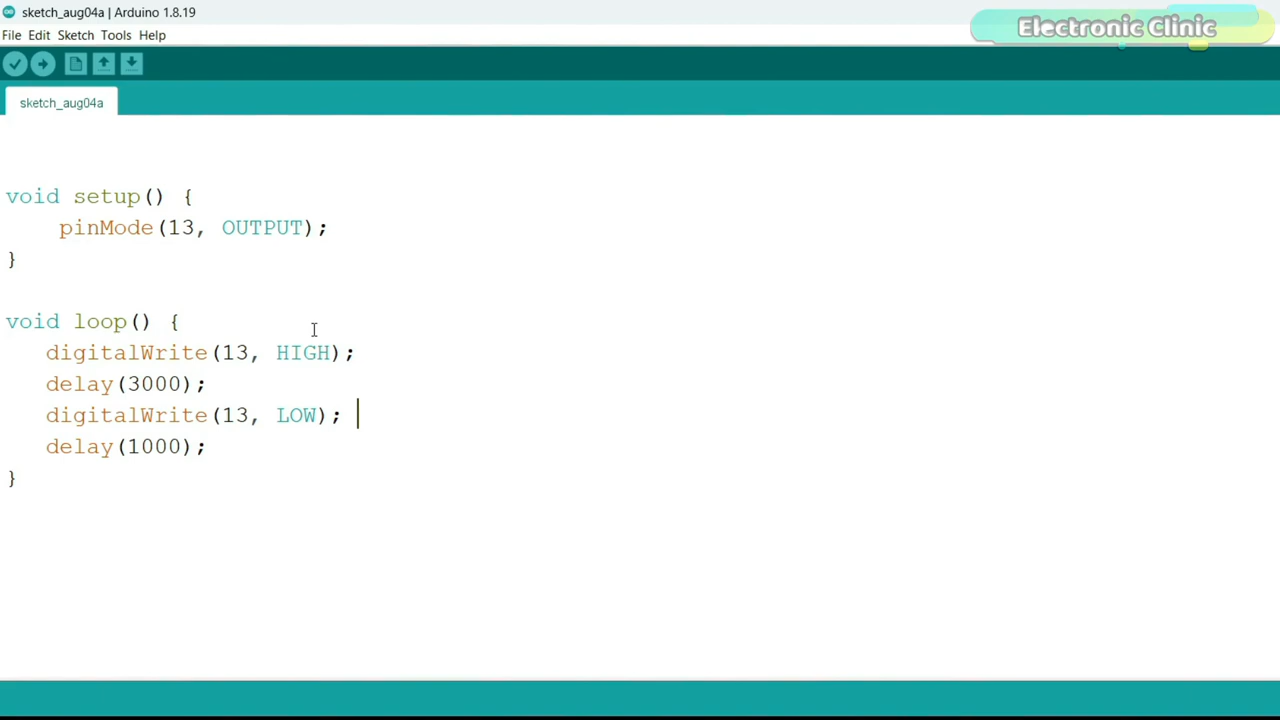 sketch_aug04a | Arduino 1.8.19
Electronic Clinic
File Edit Sketch Tools Help
sketch_aug04a
void setup() {
    pinMode(13, OUTPUT);
}
void loop() {
   digitalWrite(13, HIGH);
   delay(3000);
   digitalWrite(13, LOW);
   delay(1000);
}